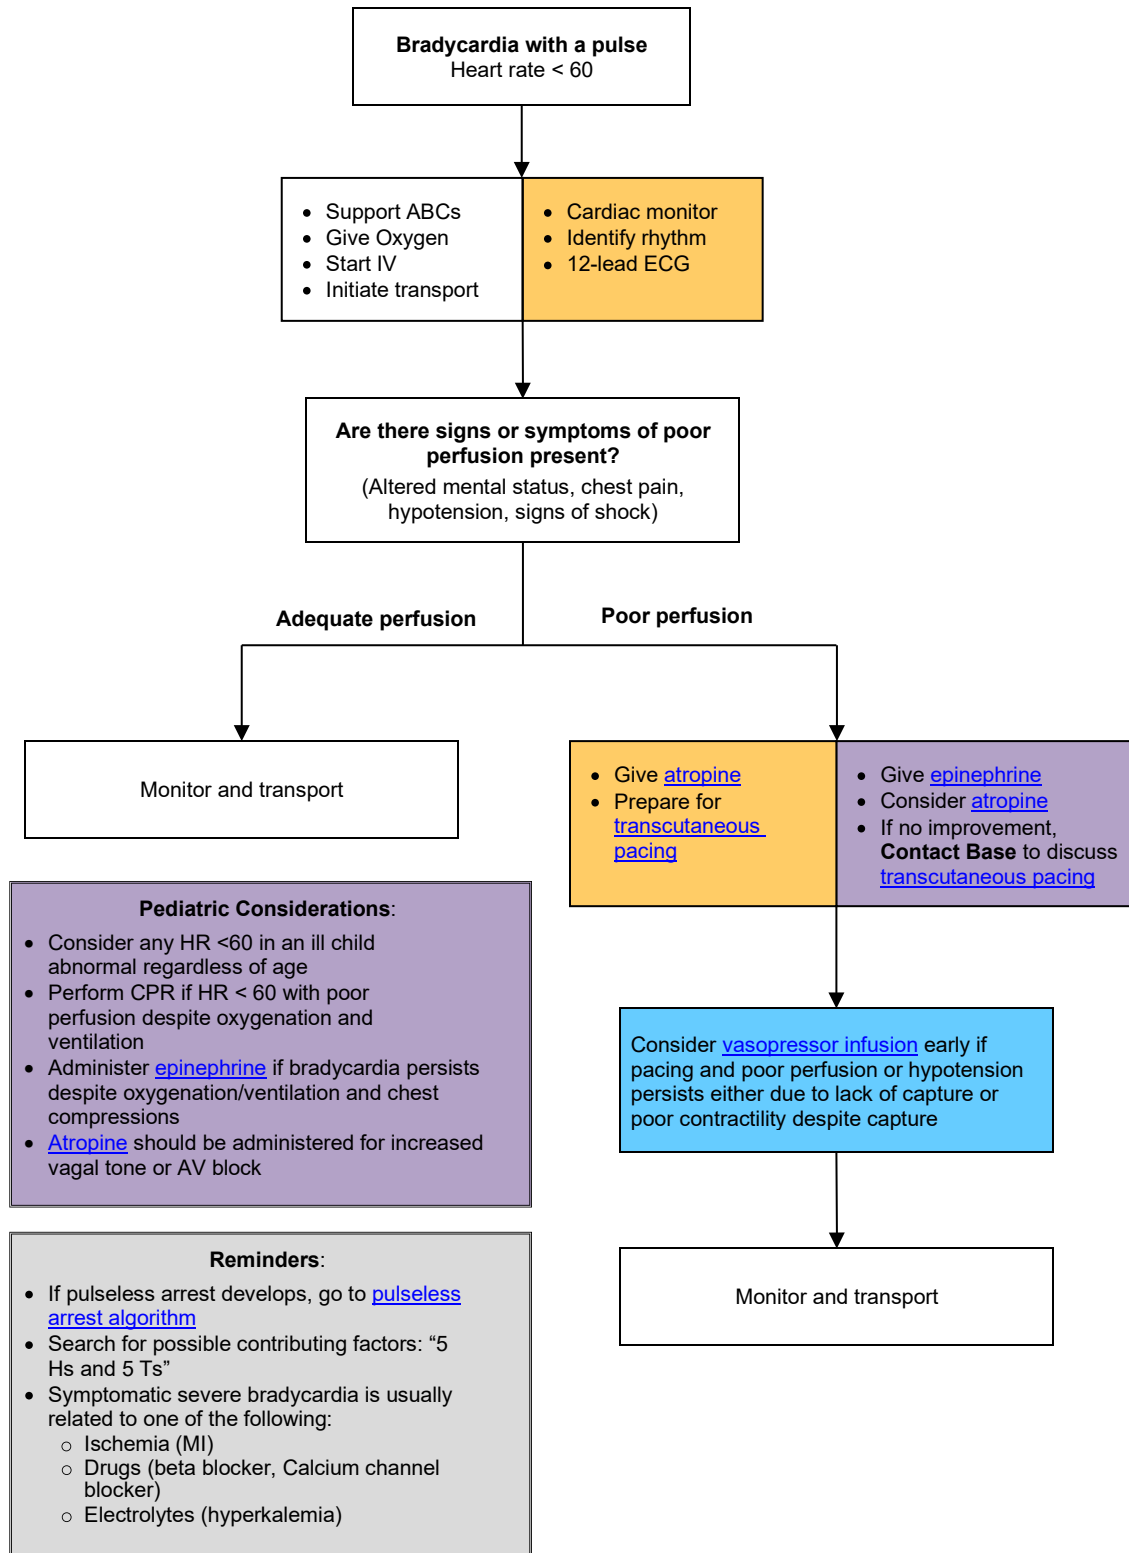 Bradycardia with a pulse
Heart rate < 60
• Support ABCs
• Give Oxygen
• Start IV
• Initiate transport
• Cardiac monitor
• Identify rhythm
• 12-lead ECG
Are there signs or symptoms of poor
perfusion present?
(Altered mental status, chest pain,
hypotension, signs of shock)
Adequate perfusion
Poor perfusion
Monitor and transport
• Give atropine
• Prepare for
transcutaneous
pacing
• Give epinephrine
• Consider atropine
• If no improvement,
Contact Base to discuss
transcutaneous pacing
Pediatric Considerations:
• Consider any HR <60 in an ill child
abnormal regardless of age
• Perform CPR if HR < 60 with poor
perfusion despite oxygenation and
ventilation
• Administer epinephrine if bradycardia persists
despite oxygenation/ventilation and chest
compressions
• Atropine should be administered for increased
vagal tone or AV block
Consider vasopressor infusion early if
pacing and poor perfusion or hypotension
persists either due to lack of capture or
poor contractility despite capture
Monitor and transport
Reminders:
• If pulseless arrest develops, go to pulseless
arrest algorithm
• Search for possible contributing factors: “5
Hs and 5 Ts”
• Symptomatic severe bradycardia is usually
related to one of the following:
o Ischemia (MI)
o Drugs (beta blocker, Calcium channel
blocker)
o Electrolytes (hyperkalemia)